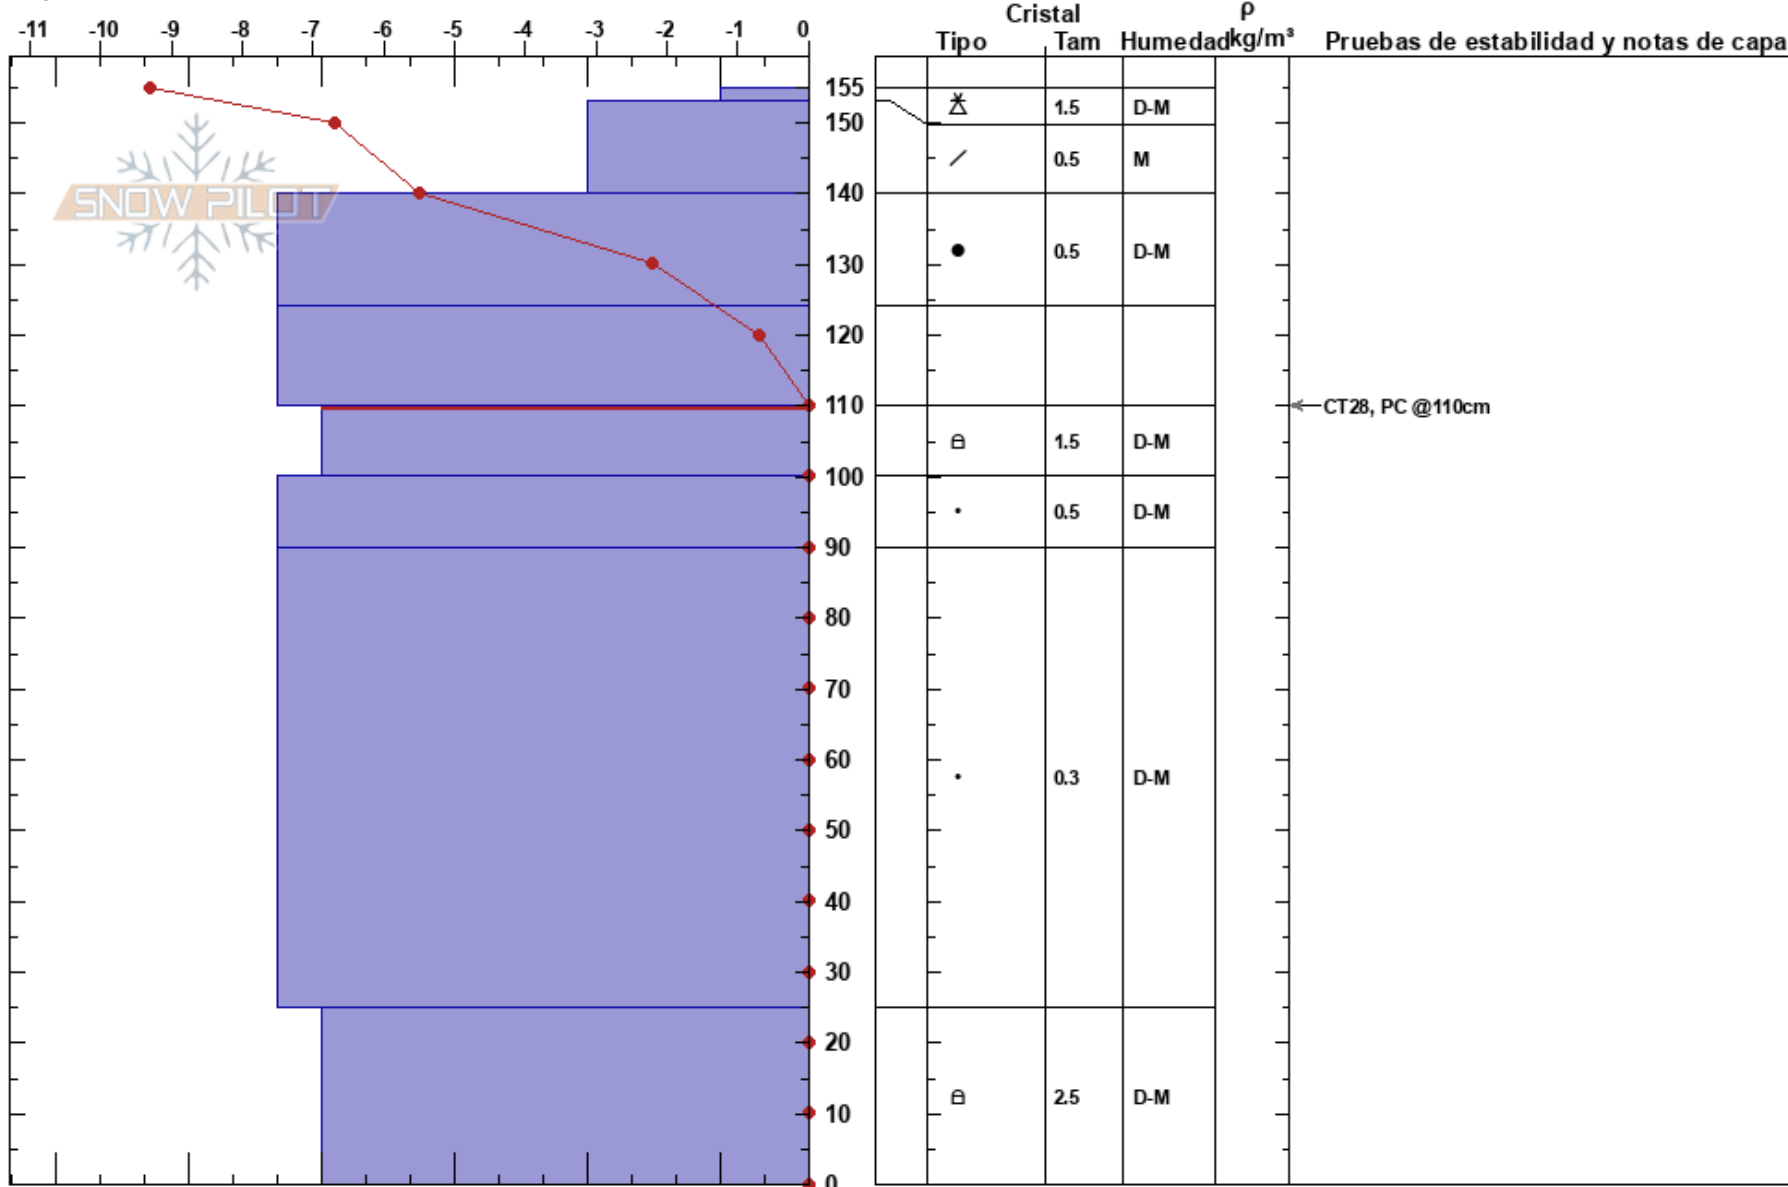 Cristal ρ
-11 -10 -9 -8 -7 -6 -5 -4 -3 -2 -1 0 Tipo Tam Humedad kg/m³ Pruebas de estabilidad y notas de capa
155
1.5 D-M
150
0.5 M
SNOW PILOT
140
0.5 D-M
130
120
110 CT28, PC @110cm
1.5 D-M
100
0.5 D-M
90
80
70
0.3 D-M
60
50
40
30
20
2.5 D-M
10
0